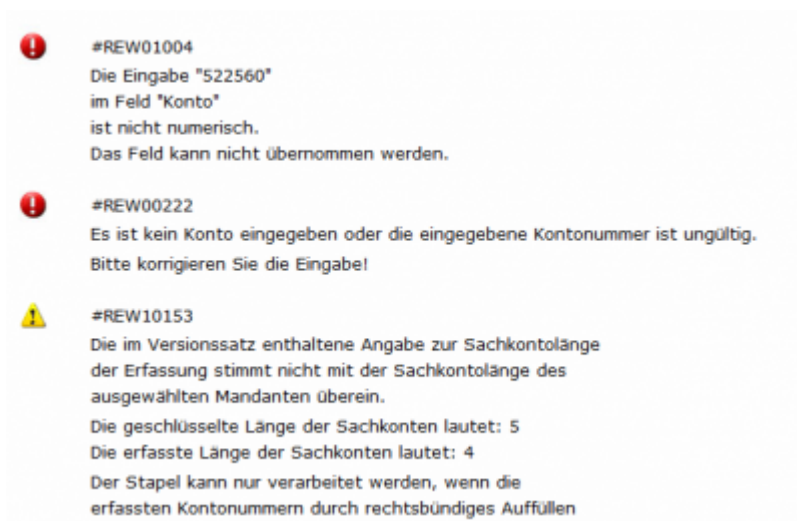 #REW01004
Die Eingabe "522560"
im Feld "Konto"
ist nicht numerisch.
Das Feld kann nicht übernommen werden.
#REW00222
Es ist kein Konto eingegeben oder die eingegebene Kontonummer ist ungültig.
Bitte korrigieren Sie die Eingabe!
#REW10153
Die im Versionssatz enthaltene Angabe zur Sachkontolänge
der Erfassung stimmt nicht mit der Sachkontolänge des
ausgewählten Mandanten überein.
Die geschlüsselte Länge der Sachkonten lautet: 5
Die erfasste Länge der Sachkonten lautet: 4
Der Stapel kann nur verarbeitet werden, wenn die
erfassten Kontonummern durch rechtsbündiges Auffüllen